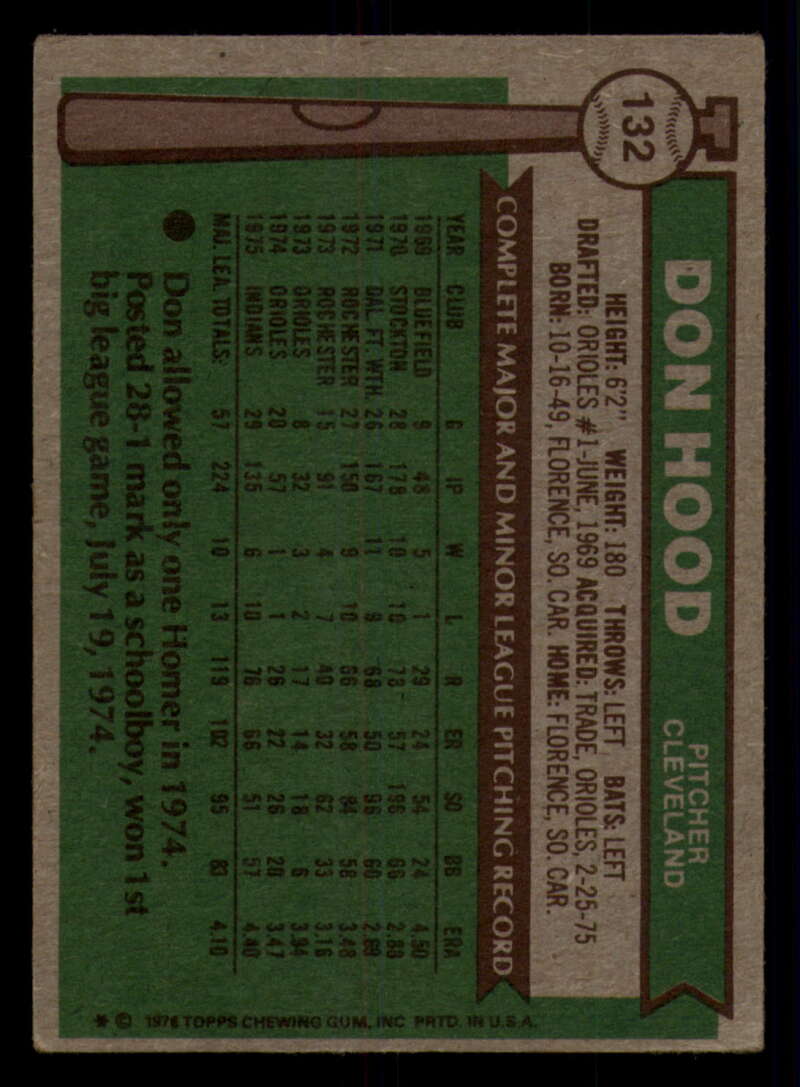 132
DON HOOD
PITCHER
CLEVELAND
HEIGHT: 6'2" WEIGHT: 180 THROWS: LEFT BATS: LEFT
DRAFTED: ORIOLES #1-JUNE, 1969 ACQUIRED: TRADE, ORIOLES, 2-25-75
BORN: 10-16-49, FLORENCE, SO. CAR. HOME: FLORENCE, SO. CAR.
COMPLETE MAJOR AND MINOR LEAGUE PITCHING RECORD
YEAR CLUB G IP W L R ER SO BB ERA
1969 BLUEFIELD 9 48 5 1 29 24 54 24 4.50
1970 STOCKTON 28 178 10 10 78 57 196 66 2.88
1971 DAL. FT. WTH. 26 167 11 9 68 50 96 60 2.69
1972 ROCHESTER 27 150 9 10 66 58 84 58 3.48
1973 ROCHESTER 15 91 4 7 40 32 62 33 3.16
1973 ORIOLES 8 32 3 2 17 14 18 6 3.94
1974 ORIOLES 20 57 1 1 26 22 26 20 3.47
1975 INDIANS 29 135 6 10 76 66 51 57 4.40
MAJ. LEA. TOTALS: 57 224 10 13 119 102 95 83 4.10
Don allowed only one Homer in 1974.
Posted 28-1 mark as a schoolboy, won 1st
big league game, July 19, 1974.
* © 1976 TOPPS CHEWING GUM, INC PRTD. IN U.S.A.